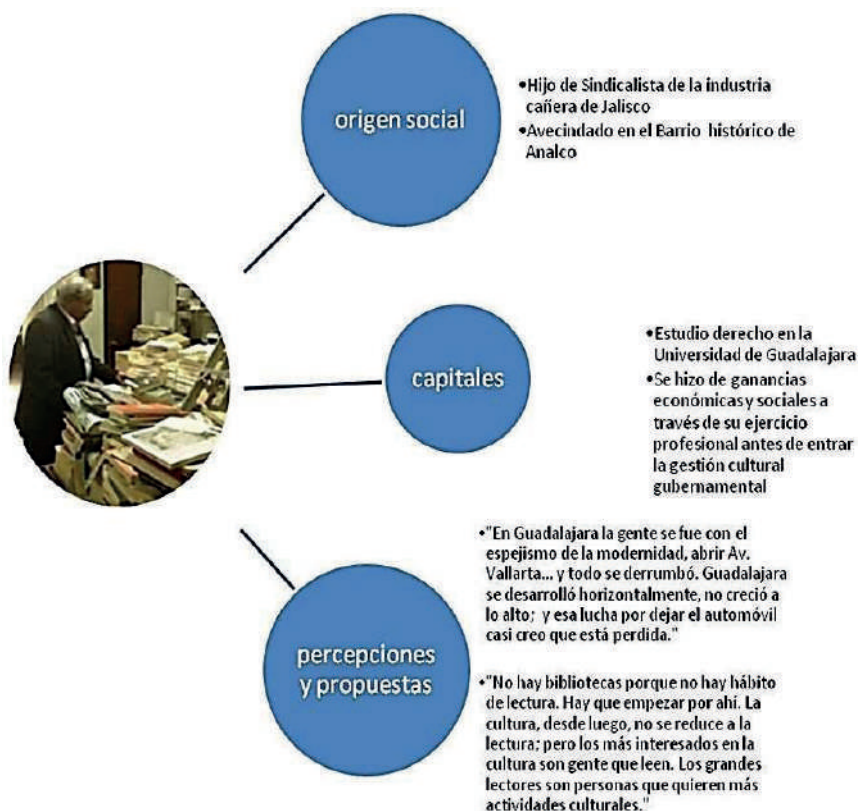 origen social
•Hijo de Sindicalista de la industria
cañera de Jalisco
•Avecindado en el Barrio histórico de
Analco
capitales
•Estudio derecho en la
Universidad de Guadalajara
•Se hizo de ganancias
económicas y sociales a
través de su ejercicio
profesional antes de entrar
la gestión cultural
gubernamental
percepciones
y propuestas
•"En Guadalajara la gente se fue con el
espejismo de la modernidad, abrir Av.
Vallarta... y todo se derrumbó. Guadalajara
se desarrolló horizontalmente, no creció a
lo alto; y esa lucha por dejar el automóvil
casi creo que está perdida."
•"No hay bibliotecas porque no hay hábito
de lectura. Hay que empezar por ahí. La
cultura, desde luego, no se reduce a la
lectura; pero los más interesados en la
cultura son gente que leen. Los grandes
lectores son personas que quieren más
actividades culturales."